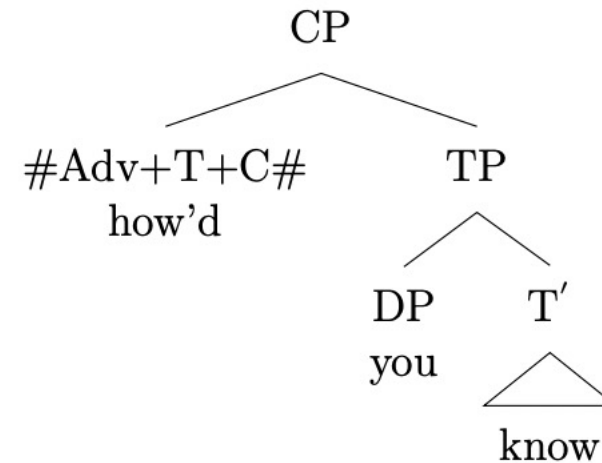 CP
#Adv+T+C# TP
how'd
DP T′
you
know